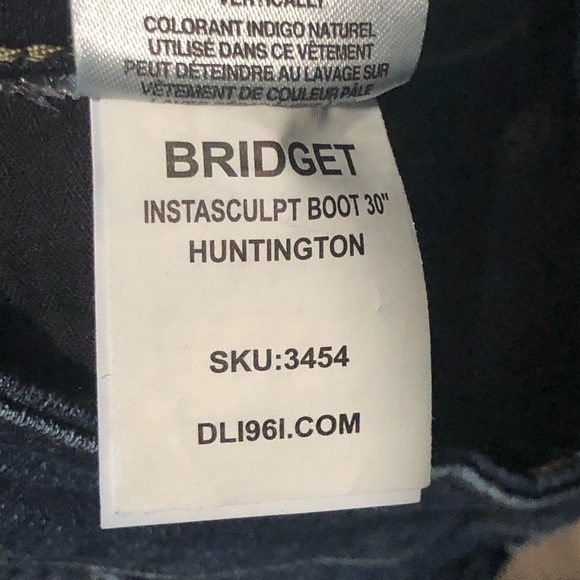 VERTICALLY
COLORANT INDIGO NATUREL
UTILISÉ DANS CE VÊTEMENT
PEUT DÉTEINDRE AU LAVAGE SUR
VÊTEMENT DE COULEUR PÂLE
BRIDGET
INSTASCULPT BOOT 30"
HUNTINGTON
SKU:3454
DLI96I.COM